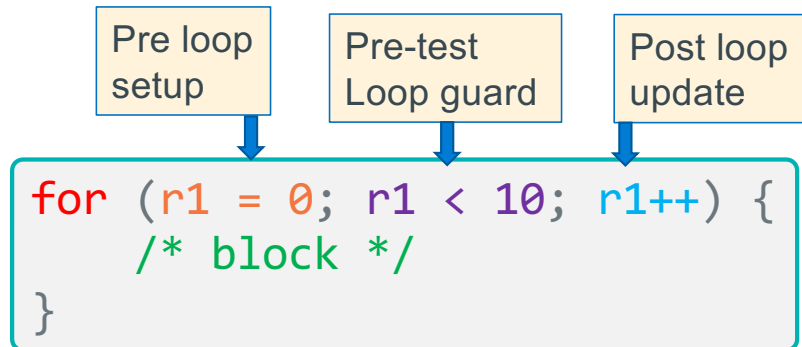 Pre loop
setup
Pre-test
Loop guard
Post loop
update
for (r1 = 0; r1 < 10; r1++) {
    /* block */
}